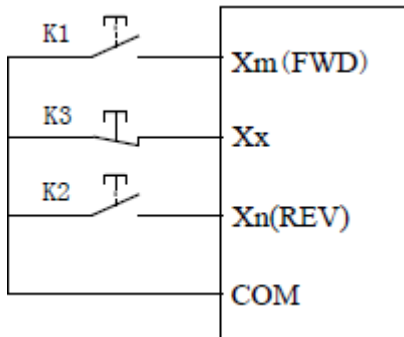 K1
Xm(FWD)
K3
Xx
K2
Xn(REV)
COM